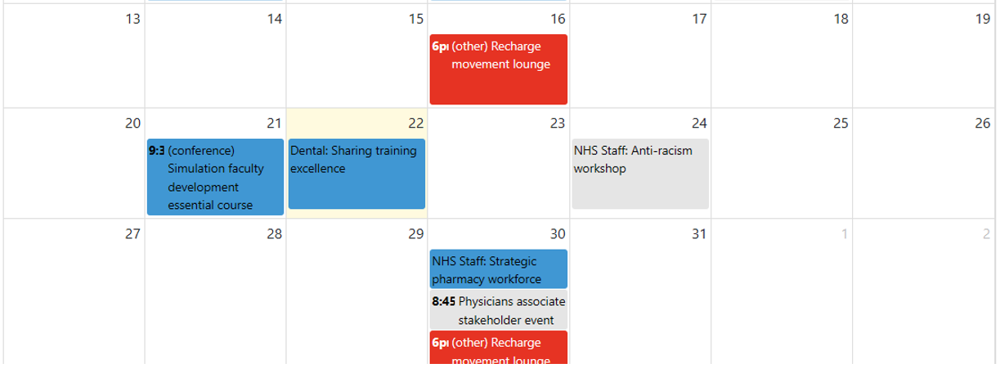 13 14 15 16 17 18 19
6p (other) Recharge
movement lounge
20 21 22 23 24 25 26
9:3 (conference)
Simulation faculty
development
essential course
Dental: Sharing training
excellence
NHS Staff: Anti-racism
workshop
27 28 29 30 31 1 2
NHS Staff: Strategic
pharmacy workforce
8:45 Physicians associate
stakeholder event
6p (other) Recharge
movement lounge